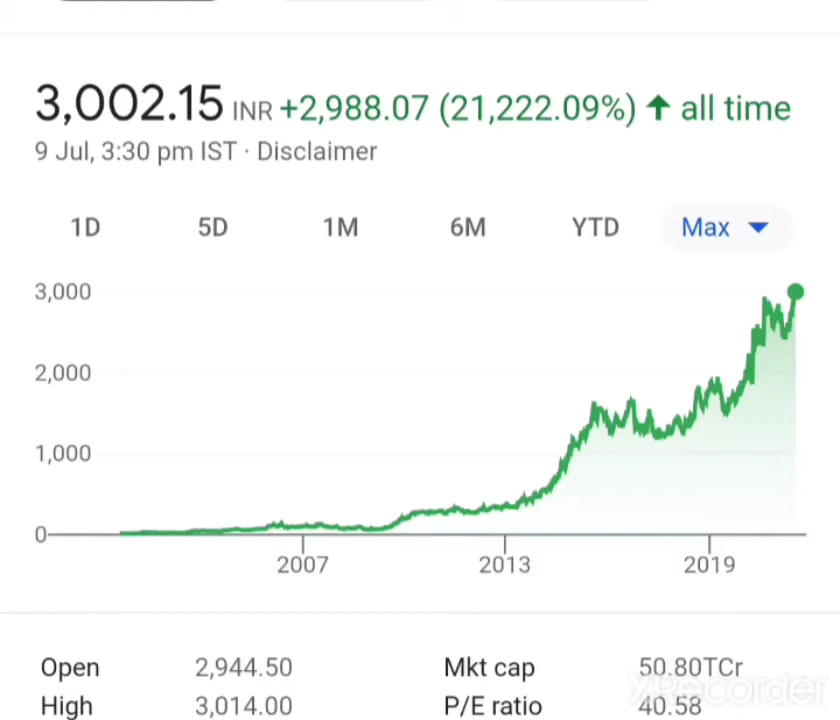 3,002.15 INR +2,988.07 (21,222.09%) ↑ all time
9 Jul, 3:30 pm IST · Disclaimer
1D 5D 1M 6M YTD Max
3,000
2,000
1,000
0
2007 2013 2019
Open 2,944.50 Mkt cap 50.80TCr
High 3,014.00 P/E ratio 40.58
XRecorder